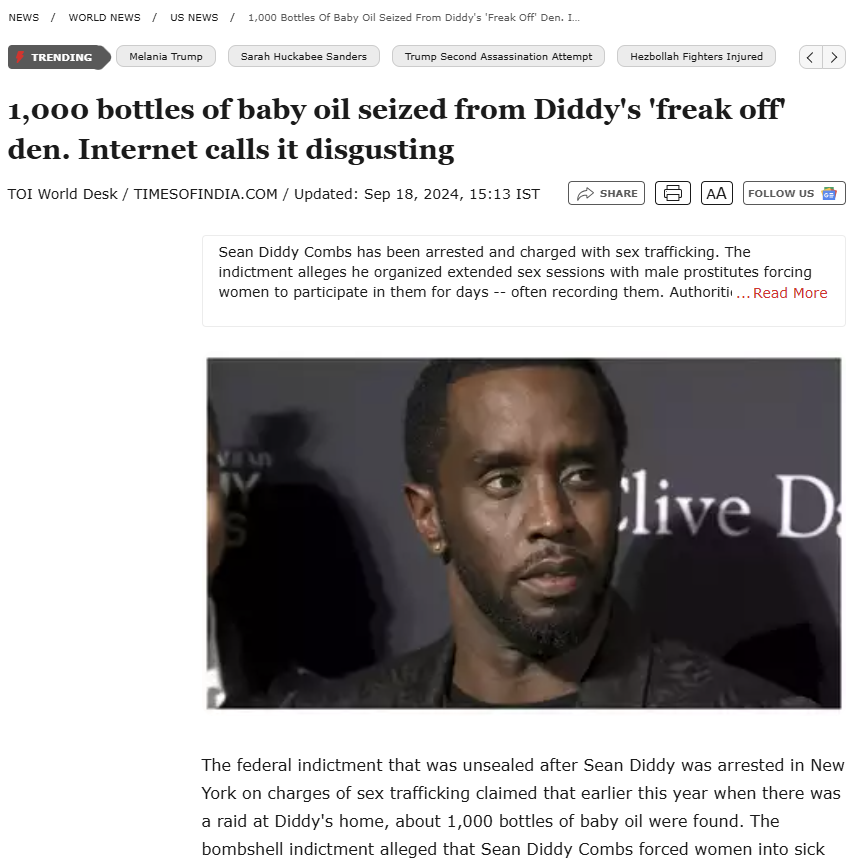 NEWS / WORLD NEWS / US NEWS / 1,000 Bottles Of Baby Oil Seized From Diddy's 'Freak Off' Den. I...
TRENDING Melania Trump Sarah Huckabee Sanders Trump Second Assassination Attempt Hezbollah Fighters Injured
1,000 bottles of baby oil seized from Diddy's 'freak off'
den. Internet calls it disgusting
TOI World Desk / TIMESOFINDIA.COM / Updated: Sep 18, 2024, 15:13 IST SHARE AA FOLLOW US
Sean Diddy Combs has been arrested and charged with sex trafficking. The
indictment alleges he organized extended sex sessions with male prostitutes forcing
women to participate in them for days -- often recording them. Authoriti ... Read More
Clive D
The federal indictment that was unsealed after Sean Diddy was arrested in New
York on charges of sex trafficking claimed that earlier this year when there was
a raid at Diddy's home, about 1,000 bottles of baby oil were found. The
bombshell indictment alleged that Sean Diddy Combs forced women into sick